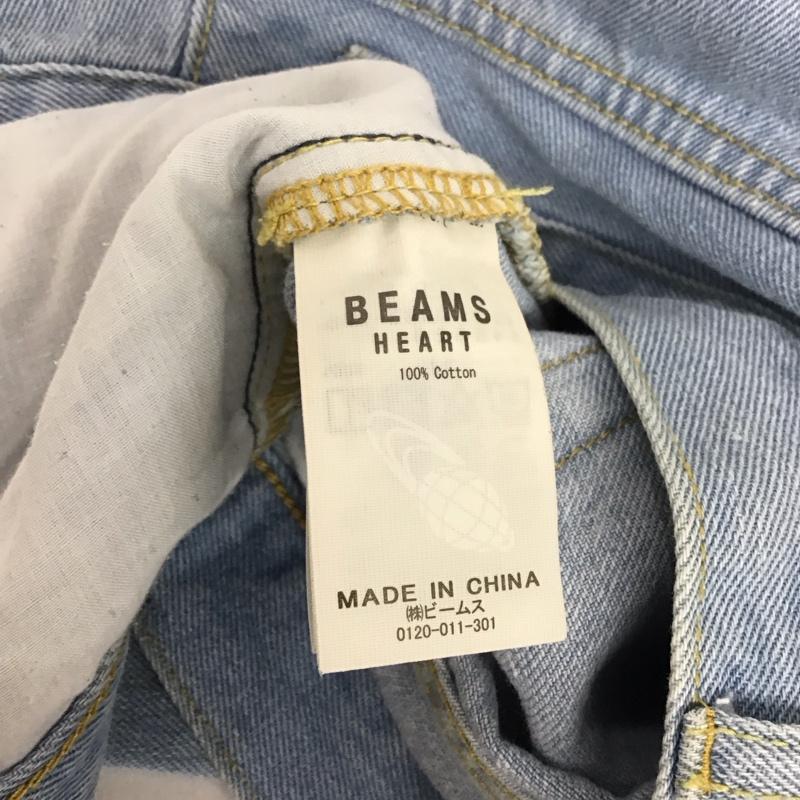 BEAMS
HEART
100% Cotton
MADE IN CHINA
㈱ビームス
0120-011-301